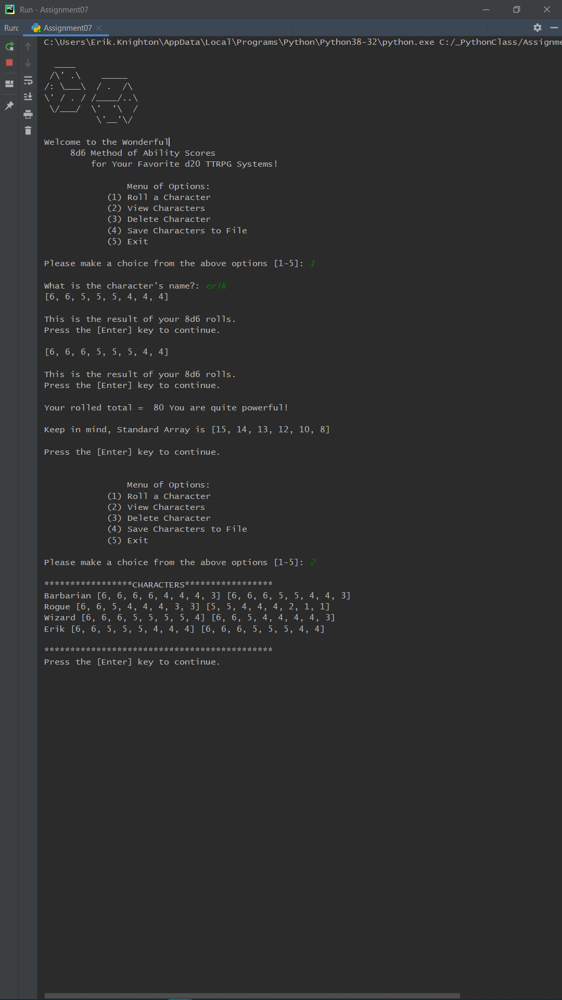 Run - Assignment07
Run: Assignment07
C:\Users\Erik.Knighton\AppData\Local\Programs\Python\Python38-32\python.exe C:/_PythonClass/Assignme
  ____
 /\' .\    _____
/: \___\  / .  /\
\' / . / /____/..\
 \/___/  \'  '\  /
          \'__'\/
Welcome to the Wonderful
     8d6 Method of Ability Scores
         for Your Favorite d20 TTRPG Systems!
Menu of Options:
(1) Roll a Character
(2) View Characters
(3) Delete Character
(4) Save Characters to File
(5) Exit
Please make a choice from the above options [1-5]: 1
What is the character's name?: erik
[6, 6, 5, 5, 5, 4, 4, 4]
This is the result of your 8d6 rolls.
Press the [Enter] key to continue.
[6, 6, 6, 5, 5, 5, 4, 4]
This is the result of your 8d6 rolls.
Press the [Enter] key to continue.
Your rolled total =  80 You are quite powerful!
Keep in mind, Standard Array is [15, 14, 13, 12, 10, 8]
Press the [Enter] key to continue.
Menu of Options:
(1) Roll a Character
(2) View Characters
(3) Delete Character
(4) Save Characters to File
(5) Exit
Please make a choice from the above options [1-5]: 2
*****************CHARACTERS*****************
Barbarian [6, 6, 6, 6, 4, 4, 4, 3] [6, 6, 6, 5, 5, 4, 4, 3]
Rogue [6, 6, 5, 4, 4, 4, 3, 3] [5, 5, 4, 4, 4, 2, 1, 1]
Wizard [6, 6, 6, 5, 5, 5, 5, 4] [6, 6, 5, 4, 4, 4, 4, 3]
Erik [6, 6, 5, 5, 5, 4, 4, 4] [6, 6, 6, 5, 5, 5, 4, 4]
********************************************
Press the [Enter] key to continue.